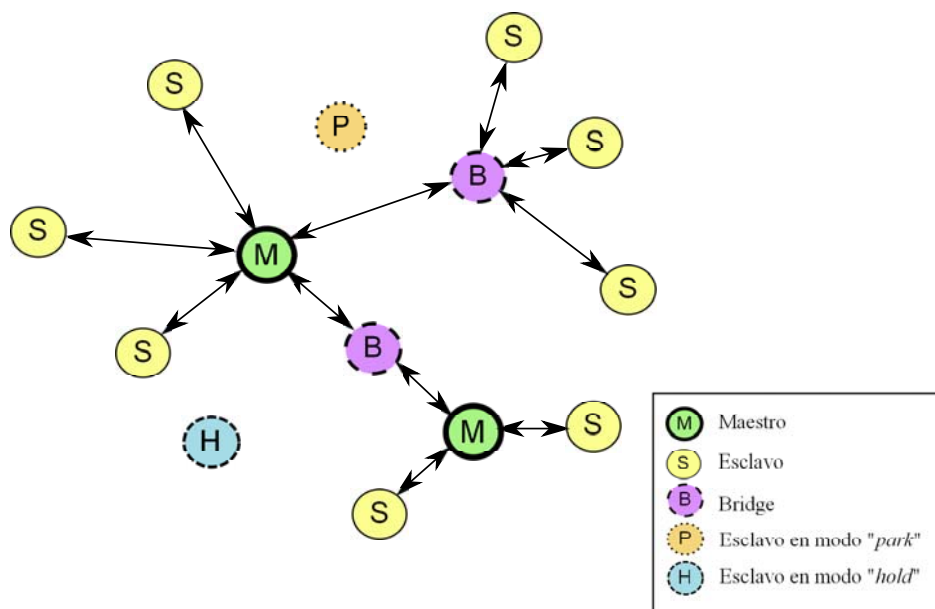 S
S
P
S
B
S
M
S
S
B
S
H
M
S
S
M Maestro
S Esclavo
B Bridge
P Esclavo en modo "park"
H Esclavo en modo "hold"